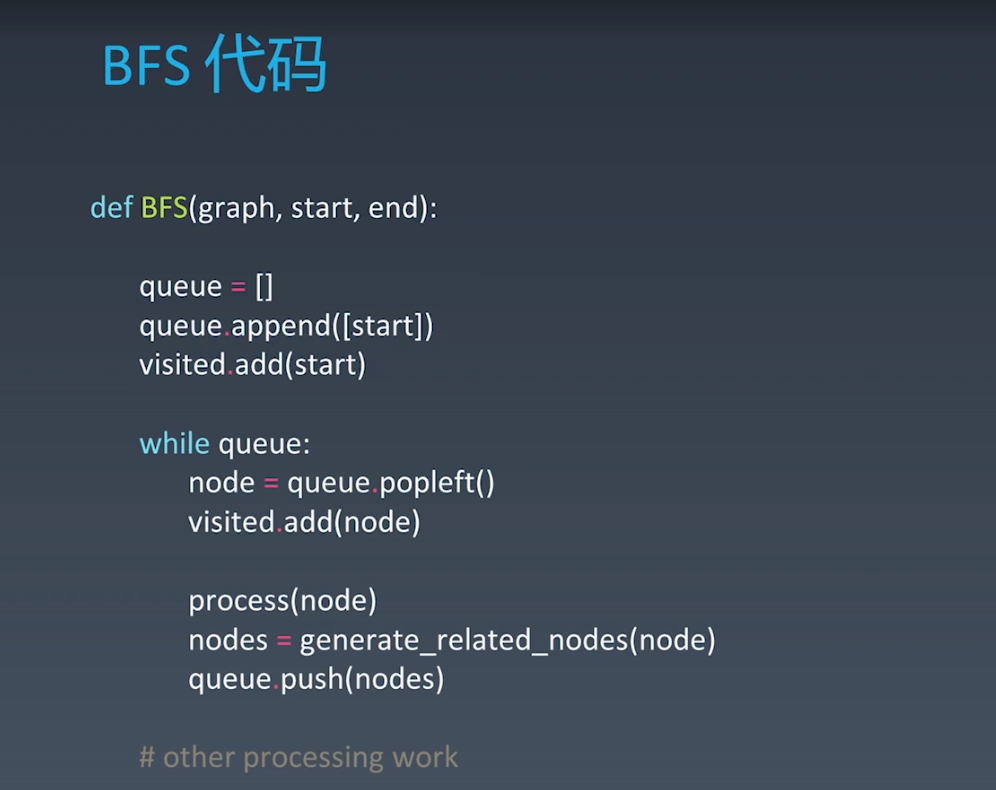 BFS 代码
def BFS(graph, start, end):
queue = []
queue.append([start])
visited.add(start)
while queue:
node = queue.popleft()
visited.add(node)
process(node)
nodes = generate_related_nodes(node)
queue.push(nodes)
# other processing work